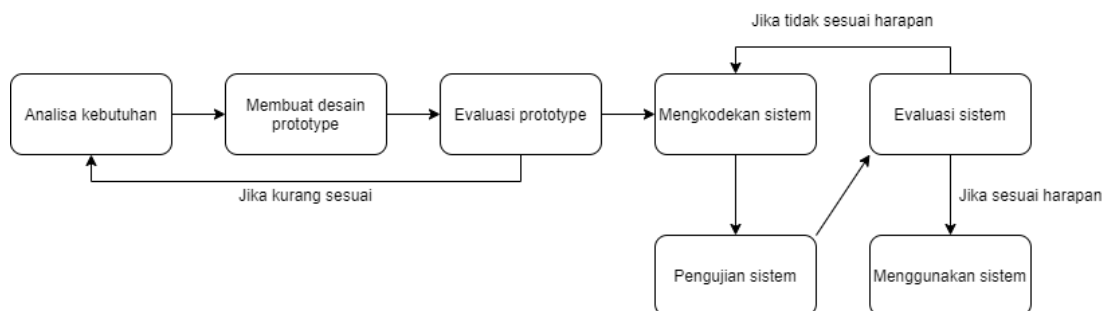 Jika tidak sesuai harapan
Analisa kebutuhan
Membuat desain
prototype
Evaluasi prototype
Mengkodekan sistem
Evaluasi sistem
Jika kurang sesuai
Jika sesuai harapan
Pengujian sistem
Menggunakan sistem